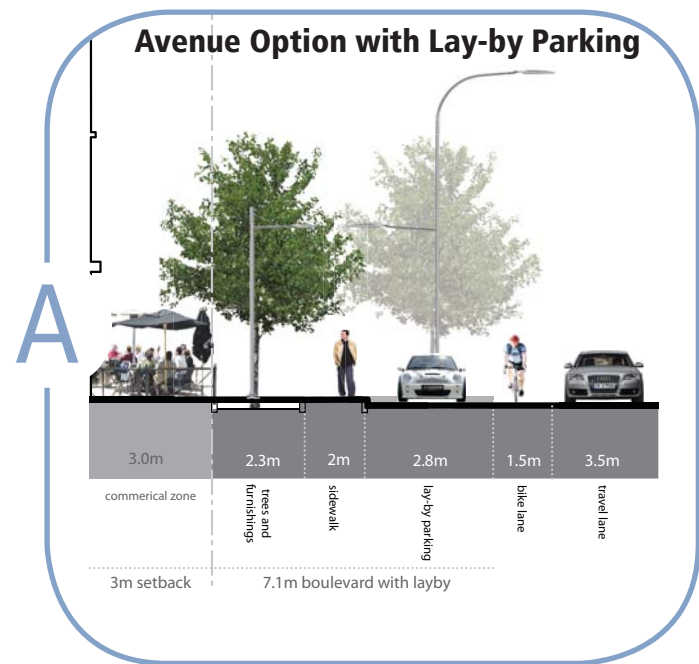 Avenue Option with Lay-by Parking
A
3.0m
2.3m
2m
2.8m
1.5m
3.5m
commerical zone
trees and
furnishings
sidewalk
lay-by parking
bike lane
travel lane
3m setback
7.1m boulevard with layby